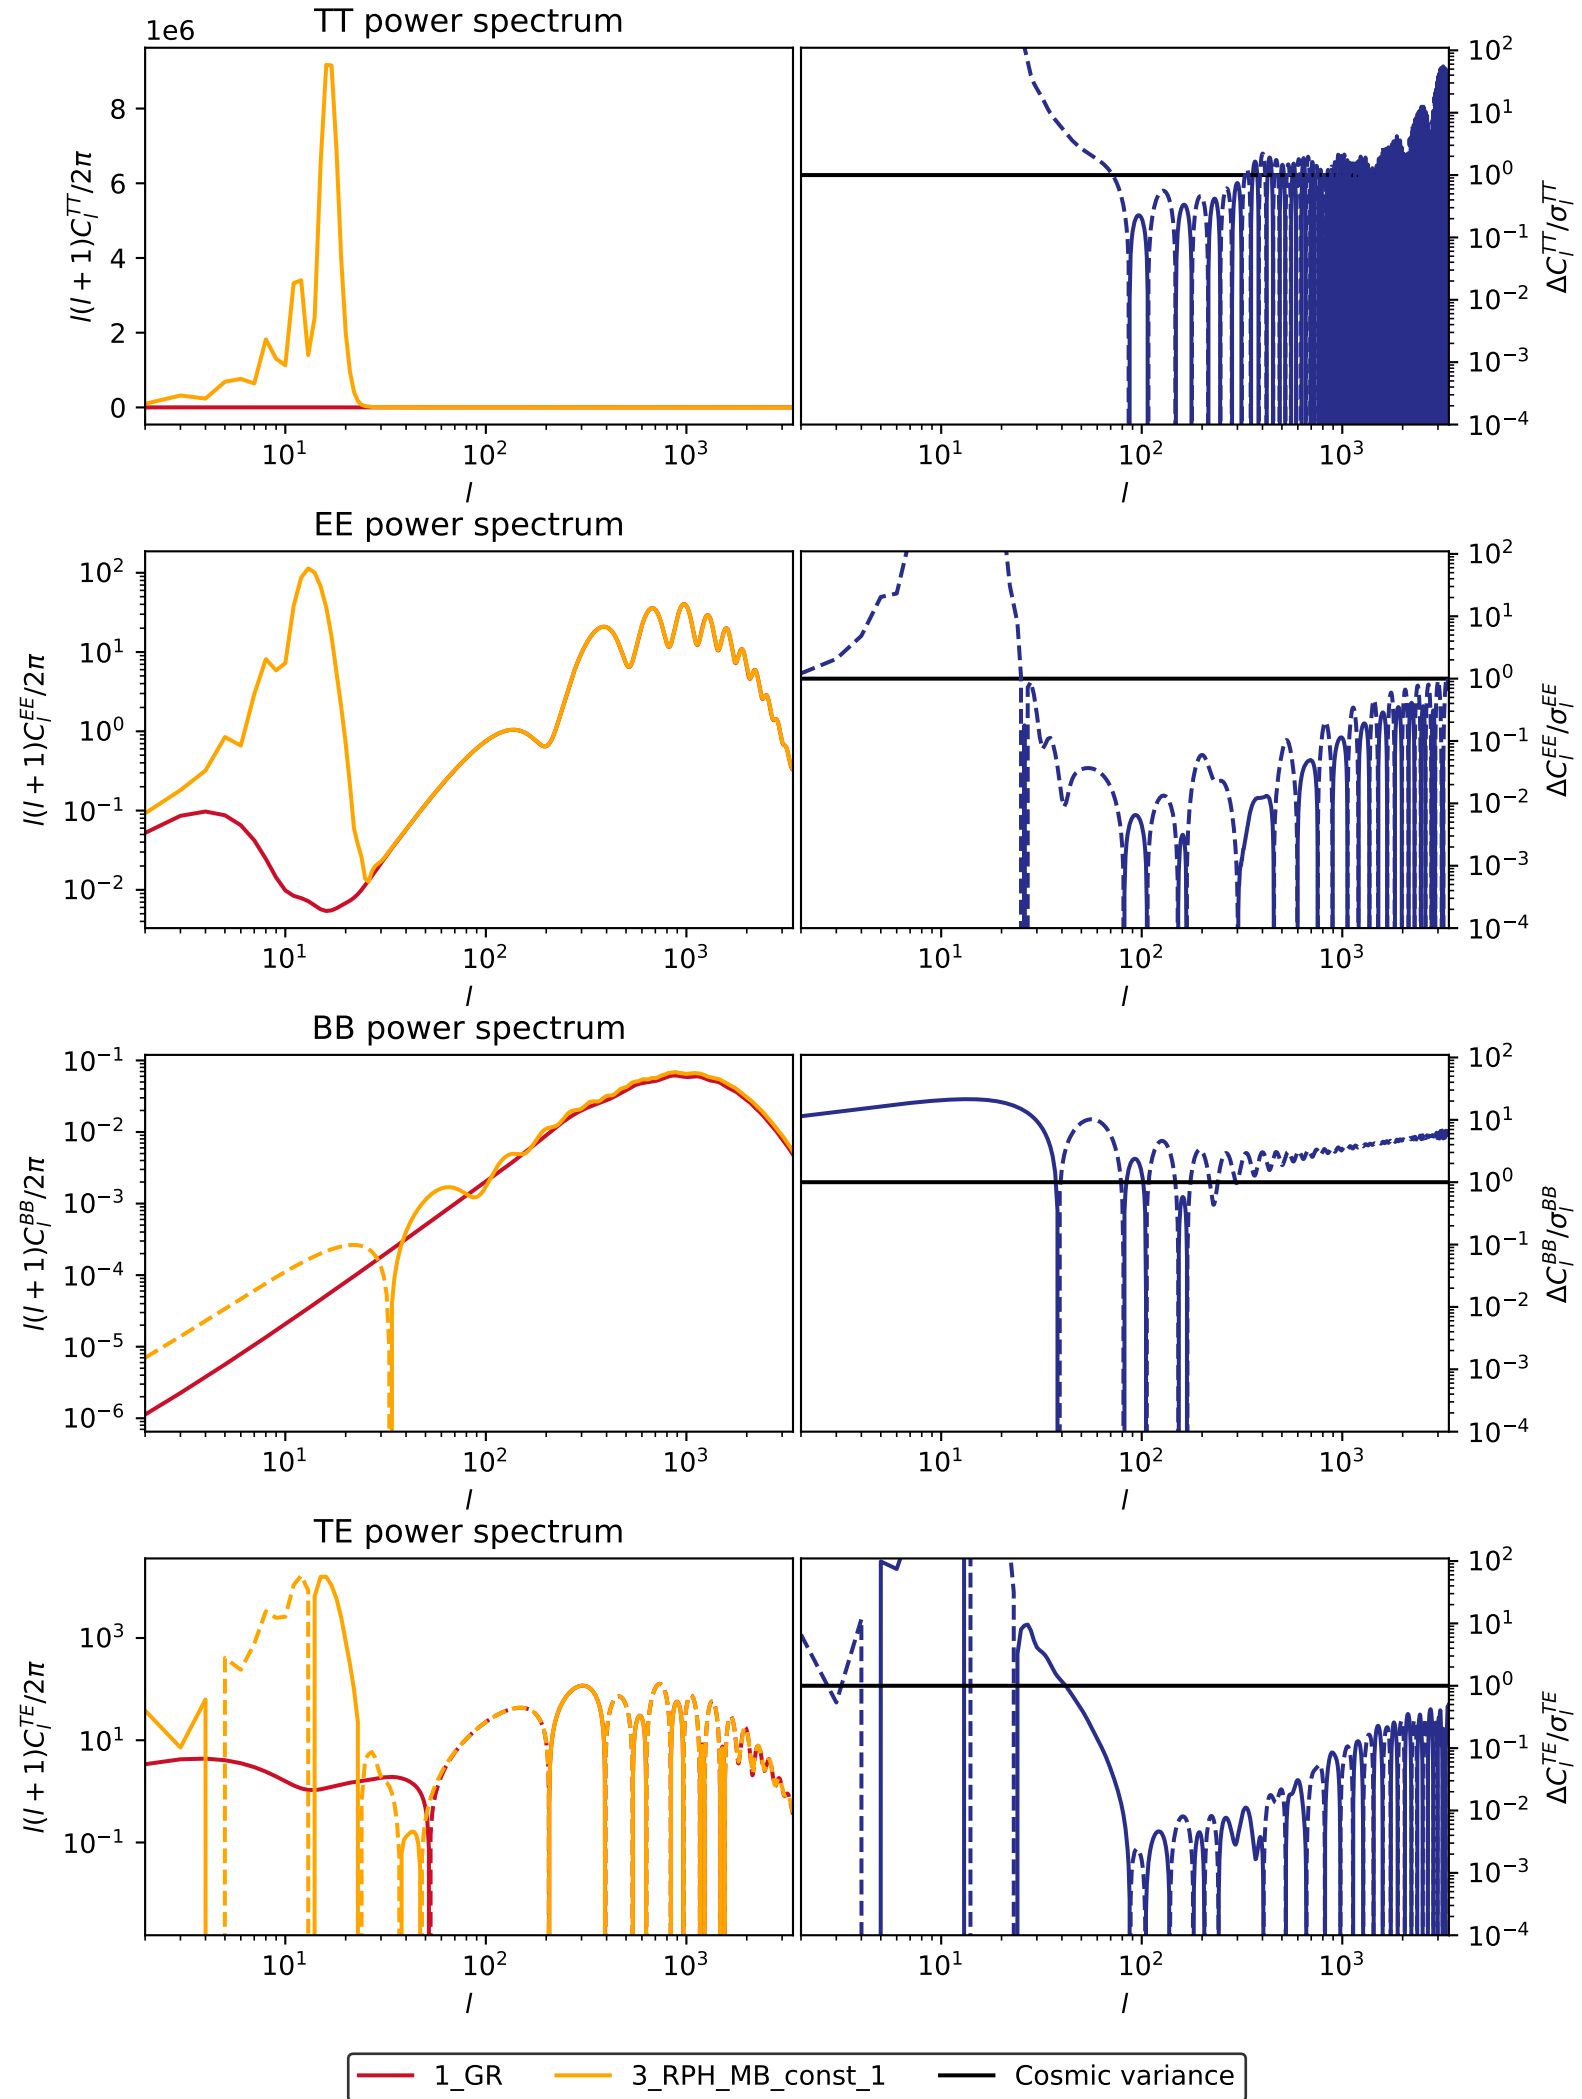 TT power spectrum
1e6
l(l + 1)C_l^{TT}/2π
8
6
4
2
0
10^1 10^2 10^3
l
10^2
10^1
10^0
10^{-1}
10^{-2}
10^{-3}
10^{-4}
ΔC_l^{TT}/σ_l^{TT}
10^1 10^2 10^3
l
EE power spectrum
l(l + 1)C_l^{EE}/2π
10^2
10^1
10^0
10^{-1}
10^{-2}
10^1 10^2 10^3
l
10^2
10^1
10^0
10^{-1}
10^{-2}
10^{-3}
10^{-4}
ΔC_l^{EE}/σ_l^{EE}
10^1 10^2 10^3
l
BB power spectrum
l(l + 1)C_l^{BB}/2π
10^{-1}
10^{-2}
10^{-3}
10^{-4}
10^{-5}
10^{-6}
10^1 10^2 10^3
l
10^2
10^1
10^0
10^{-1}
10^{-2}
10^{-3}
10^{-4}
ΔC_l^{BB}/σ_l^{BB}
10^1 10^2 10^3
l
TE power spectrum
l(l + 1)C_l^{TE}/2π
10^3
10^1
10^{-1}
10^1 10^2 10^3
l
10^2
10^1
10^0
10^{-1}
10^{-2}
10^{-3}
10^{-4}
ΔC_l^{TE}/σ_l^{TE}
10^1 10^2 10^3
l
1_GR 3_RPH_MB_const_1 Cosmic variance